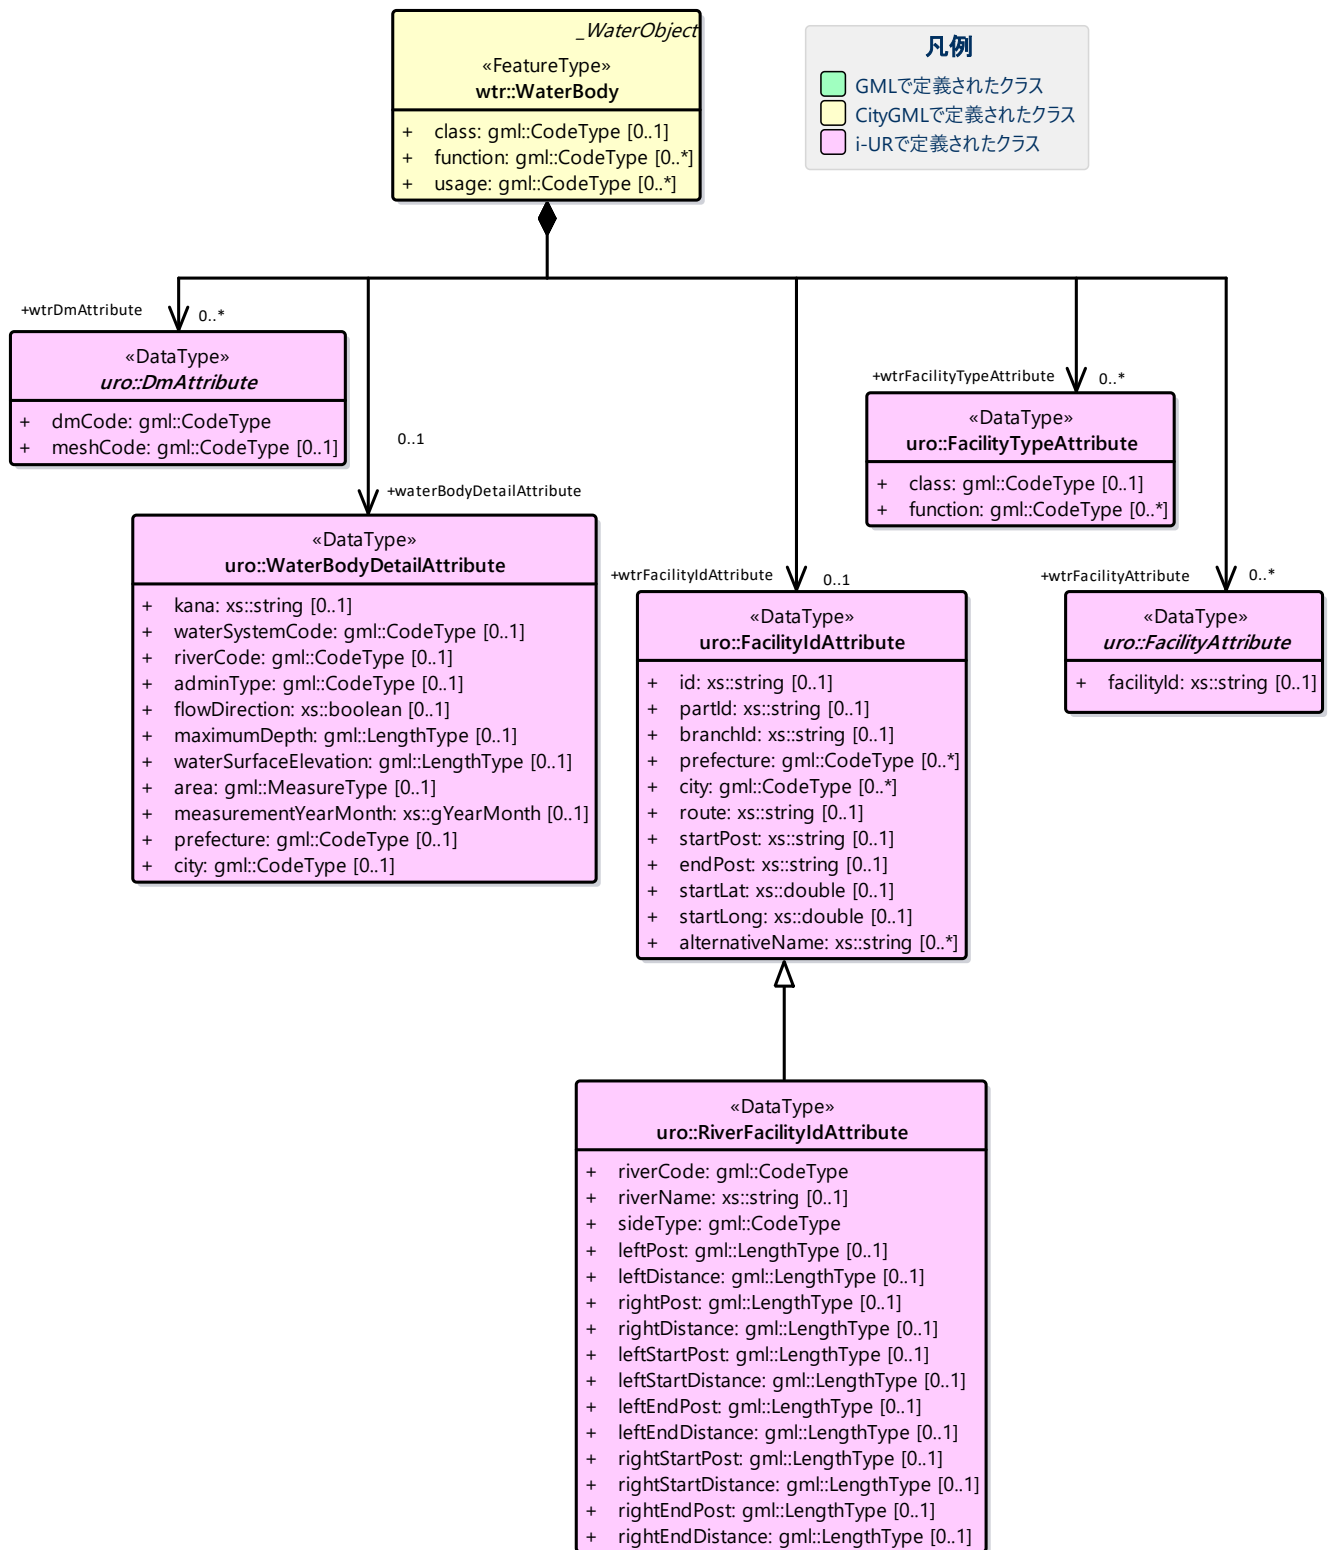 _WaterObject
«FeatureType»
wtr::WaterBody
+ class: gml::CodeType [0..1]
+ function: gml::CodeType [0..*]
+ usage: gml::CodeType [0..*]
凡例
GMLで定義されたクラス
CityGMLで定義されたクラス
i-URで定義されたクラス
+wtrDmAttribute
0..*
«DataType»
uro::DmAttribute
+ dmCode: gml::CodeType
+ meshCode: gml::CodeType [0..1]
0..1
+waterBodyDetailAttribute
«DataType»
uro::WaterBodyDetailAttribute
+ kana: xs::string [0..1]
+ waterSystemCode: gml::CodeType [0..1]
+ riverCode: gml::CodeType [0..1]
+ adminType: gml::CodeType [0..1]
+ flowDirection: xs::boolean [0..1]
+ maximumDepth: gml::LengthType [0..1]
+ waterSurfaceElevation: gml::LengthType [0..1]
+ area: gml::MeasureType [0..1]
+ measurementYearMonth: xs::gYearMonth [0..1]
+ prefecture: gml::CodeType [0..1]
+ city: gml::CodeType [0..1]
+wtrFacilityTypeAttribute
0..*
«DataType»
uro::FacilityTypeAttribute
+ class: gml::CodeType [0..1]
+ function: gml::CodeType [0..*]
+wtrFacilityIdAttribute
0..1
«DataType»
uro::FacilityIdAttribute
+ id: xs::string [0..1]
+ partId: xs::string [0..1]
+ branchId: xs::string [0..1]
+ prefecture: gml::CodeType [0..*]
+ city: gml::CodeType [0..*]
+ route: xs::string [0..1]
+ startPost: xs::string [0..1]
+ endPost: xs::string [0..1]
+ startLat: xs::double [0..1]
+ startLong: xs::double [0..1]
+ alternativeName: xs::string [0..*]
+wtrFacilityAttribute
0..*
«DataType»
uro::FacilityAttribute
+ facilityId: xs::string [0..1]
«DataType»
uro::RiverFacilityIdAttribute
+ riverCode: gml::CodeType
+ riverName: xs::string [0..1]
+ sideType: gml::CodeType
+ leftPost: gml::LengthType [0..1]
+ leftDistance: gml::LengthType [0..1]
+ rightPost: gml::LengthType [0..1]
+ rightDistance: gml::LengthType [0..1]
+ leftStartPost: gml::LengthType [0..1]
+ leftStartDistance: gml::LengthType [0..1]
+ leftEndPost: gml::LengthType [0..1]
+ leftEndDistance: gml::LengthType [0..1]
+ rightStartPost: gml::LengthType [0..1]
+ rightStartDistance: gml::LengthType [0..1]
+ rightEndPost: gml::LengthType [0..1]
+ rightEndDistance: gml::LengthType [0..1]